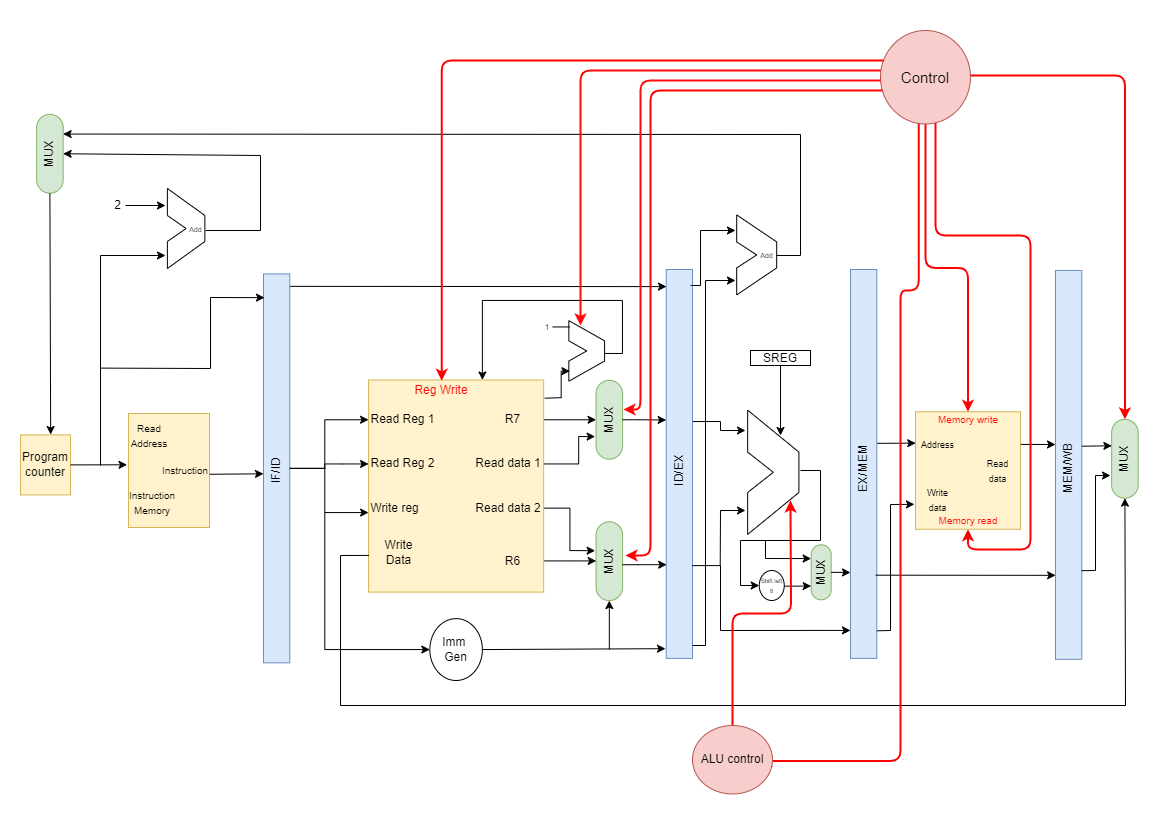 Control
MUX
2
Add
Add
1
SREG
Reg Write
Read Reg 1
R7
Read Reg 2
Read data 1
Write reg
Read data 2
Write
Data
R6
MUX
MUX
Program
counter
Read
Address
Instruction
Instruction
Memory
IF/ID
ID/EX
EX/MEM
MEM/WB
Memory write
Address
Read
data
Write
data
Memory read
MUX
Shift left
8
MUX
Imm
Gen
ALU control